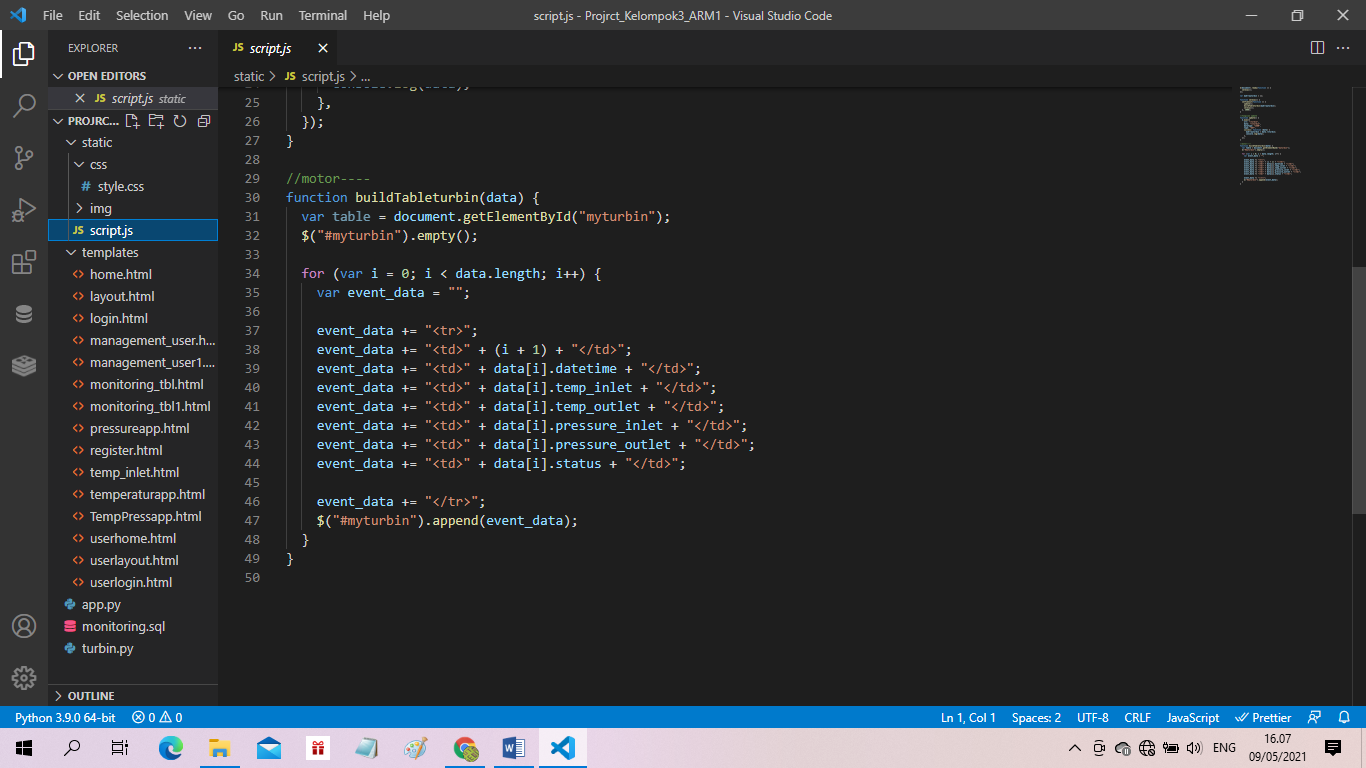 File Edit Selection View Go Run Terminal Help
script.js - Projrct_Kelompok3_ARM1 - Visual Studio Code
EXPLORER ...
OPEN EDITORS
JS script.js static
PROJRC...
static
css
# style.css
img
JS script.js
templates
<> home.html
<> layout.html
<> login.html
<> management_user.h...
<> management_user1....
<> monitoring_tbl.html
<> monitoring_tbl1.html
<> pressureapp.html
<> register.html
<> temp_inlet.html
<> temperaturapp.html
<> TempPressapp.html
<> userhome.html
<> userlayout.html
<> userlogin.html
app.py
monitoring.sql
turbin.py
OUTLINE
JS script.js
static > JS script.js > ...
25 },
26 });
27 }
28
29 //motor----
30 function buildTableturbin(data) {
31 var table = document.getElementById("myturbin");
32 $("#myturbin").empty();
33
34 for (var i = 0; i < data.length; i++) {
35 var event_data = "";
36
37 event_data += "<tr>";
38 event_data += "<td>" + (i + 1) + "</td>";
39 event_data += "<td>" + data[i].datetime + "</td>";
40 event_data += "<td>" + data[i].temp_inlet + "</td>";
41 event_data += "<td>" + data[i].temp_outlet + "</td>";
42 event_data += "<td>" + data[i].pressure_inlet + "</td>";
43 event_data += "<td>" + data[i].pressure_outlet + "</td>";
44 event_data += "<td>" + data[i].status + "</td>";
45
46 event_data += "</tr>";
47 $("#myturbin").append(event_data);
48 }
49 }
50
Python 3.9.0 64-bit 0 0
Ln 1, Col 1 Spaces: 2 UTF-8 CRLF JavaScript Prettier
ENG
16.07
09/05/2021